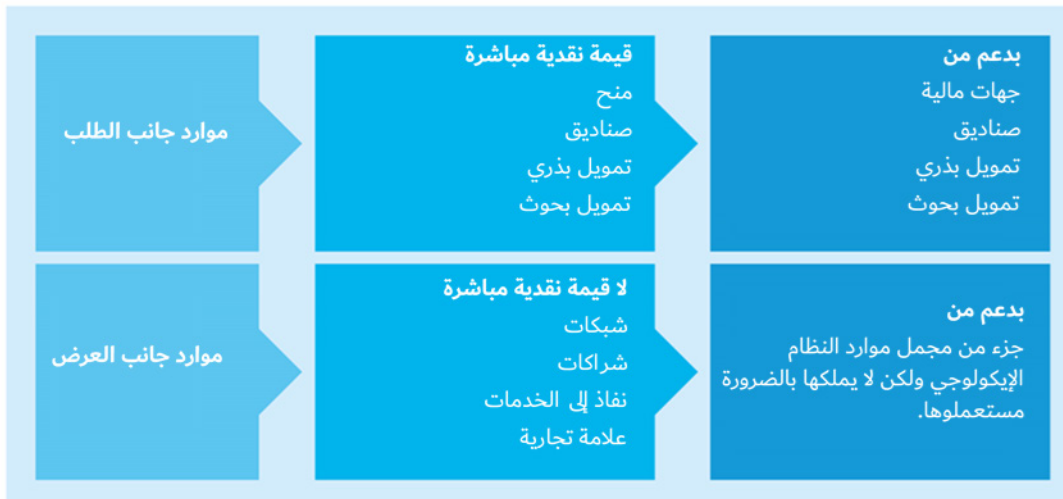 موارد جانب الطلب
قيمة نقدية مباشرة
منح
صناديق
تمويل بذري
تمويل بحوث
بدعم من
جهات مالية
صناديق
تمويل بذري
تمويل بحوث
موارد جانب العرض
لا قيمة نقدية مباشرة
شبكات
شراكات
نفاذ إلى الخدمات
علامة تجارية
بدعم من
جزء من مجمل موارد النظام
الإيكولوجي ولكن لا يملكها بالضرورة
مستعملوها.